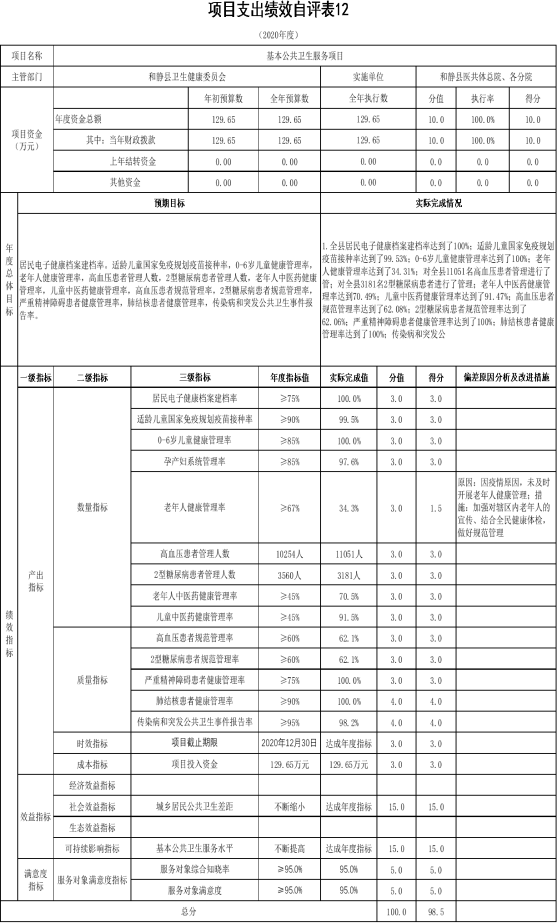 项目支出绩效自评表12
（2020年度）
项目名称 基本公共卫生服务项目
主管部门 和静县卫生健康委员会 实施单位 和静县医共体总院、各分院
项目资金（万元） 年初预算数 全年预算数 全年执行数 分值 执行率 得分
年度资金总额 129.65 129.65 129.65 10.0 100.0% 10.0
其中：当年财政拨款 129.65 129.65 129.65 10.0 100.0% 10.0
上年结转资金 0.00 0.00 0.00 0.0 0.0 0.0
其他资金 0.00 0.00 0.00 0.0 0.0 0.0
年度总体目标 预期目标 实际完成情况
居民电子健康档案建档率，适龄儿童国家免疫规划疫苗接种率，0-6岁儿童健康管理率，
老年人健康管理率，高血压患者管理人数，2型糖尿病患者管理人数，老年人中医药健康
管理率，儿童中医药健康管理率，高血压患者规范管理率，2型糖尿病患者规范管理率，
严重精神障碍患者健康管理率，肺结核患者健康管理率，传染病和突发公共卫生事件报
告率。
1.全县居民电子健康档案建档率达到了100%；适龄儿童国家免疫规划
疫苗接种率达到了99.53%；0-6岁儿童健康管理率达到了100%；老年
人健康管理率达到了34.31%；对全县11051名高血压患者管理进行了
管；对全县3181名2型糖尿病患者进行了管理；老年人中医药健康管
理率达到70.49%；儿童中医药健康管理率达到了91.47%；高血压患者
规范管理率达到了62.08%；2型糖尿病患者规范管理率达到了
62.06%；严重精神障碍患者健康管理率达到了100%；肺结核患者健康
管理率达到了100%；传染病和突发公
绩效指标 一级指标 二级指标 三级指标 年度指标值 实际完成值 分值 得分 偏差原因分析及改进措施
产出指标 数量指标 居民电子健康档案建档率 ≥75% 100.0% 3.0 3.0
适龄儿童国家免疫规划疫苗接种率 ≥90% 99.5% 3.0 3.0
0-6岁儿童健康管理率 ≥85% 100.0% 3.0 3.0
孕产妇系统管理率 ≥85% 97.6% 3.0 3.0
老年人健康管理率 ≥67% 34.3% 3.0 1.5
原因：因疫情原因，未及时
开展老年人健康管理；措
施：加强对辖区内老年人的
宣传、结合全民健康体检，
做好规范管理
高血压患者管理人数 10254人 11051人 3.0 3.0
2型糖尿病患者管理人数 3560人 3181人 3.0 3.0
老年人中医药健康管理率 ≥45% 70.5% 3.0 3.0
儿童中医药健康管理率 ≥45% 91.5% 3.0 3.0
质量指标 高血压患者规范管理率 ≥60% 62.1% 3.0 3.0
2型糖尿病患者规范管理率 ≥60% 62.1% 3.0 3.0
严重精神障碍患者健康管理率 ≥75% 100.0% 3.0 3.0
肺结核患者健康管理率 ≥90% 100.0% 4.0 4.0
传染病和突发公共卫生事件报告率 ≥95% 98.2% 4.0 4.0
时效指标 项目截止期限 2020年12月30日 达成年度指标 3.0 3.0
成本指标 项目投入资金 129.65万元 129.65万元 3.0 3.0
效益指标 经济效益指标
社会效益指标 城乡居民公共卫生差距 不断缩小 达成年度指标 15.0 15.0
生态效益指标
可持续影响指标 基本公共卫生服务水平 不断提高 达成年度指标 15.0 15.0
满意度指标 服务对象满意度指标 服务对象综合知晓率 ≥95.0% 95.0% 5.0 5.0
服务对象满意度 ≥95.0% 95.0% 5.0 5.0
总分 100.0 98.5